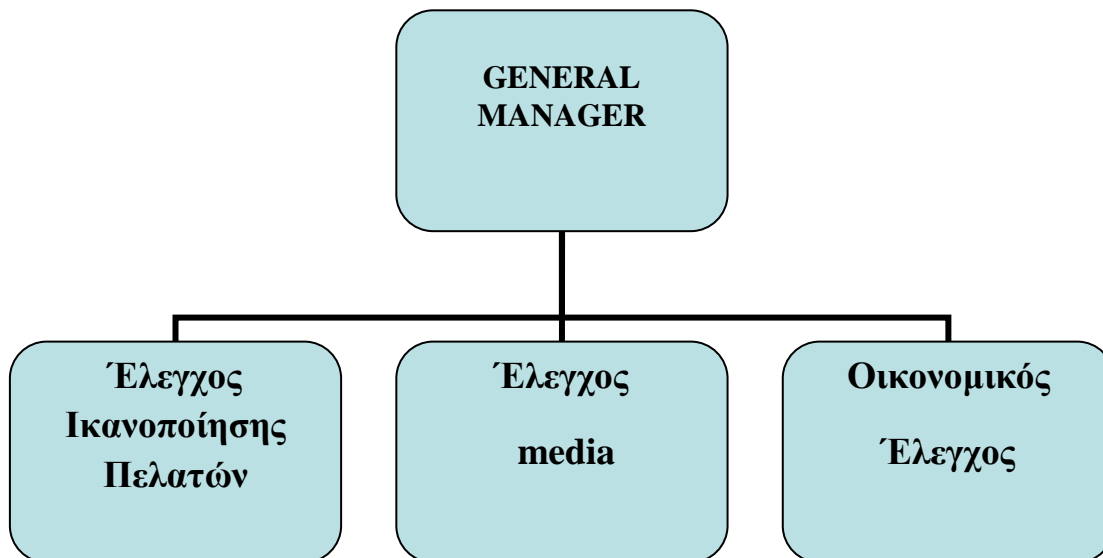 GENERAL
MANAGER
Έλεγχος
Ικανοποίησης
Πελατών
Έλεγχος
media
Οικονομικός
Έλεγχος